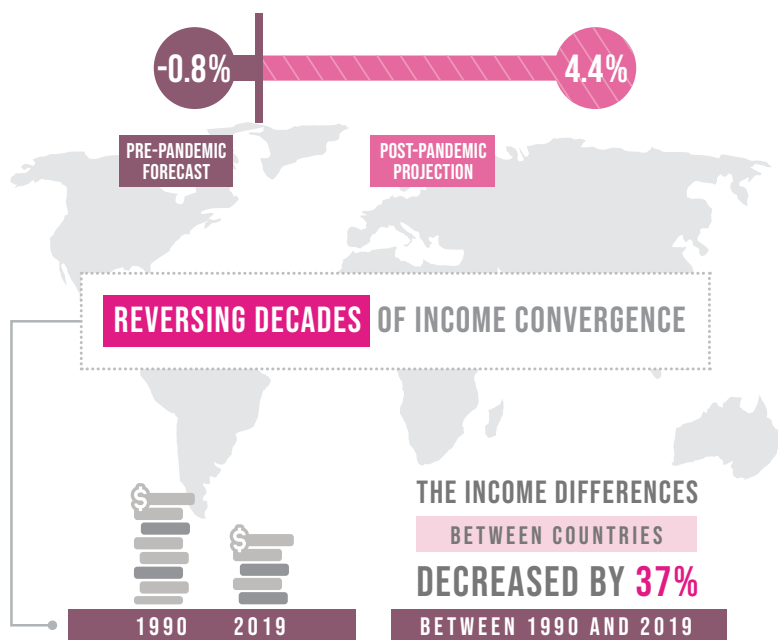 -0.8%
4.4%
PRE-PANDEMIC
FORECAST
POST-PANDEMIC
PROJECTION
REVERSING DECADES OF INCOME CONVERGENCE
$
$
THE INCOME DIFFERENCES
BETWEEN COUNTRIES
DECREASED BY 37%
1990 2019
BETWEEN 1990 AND 2019